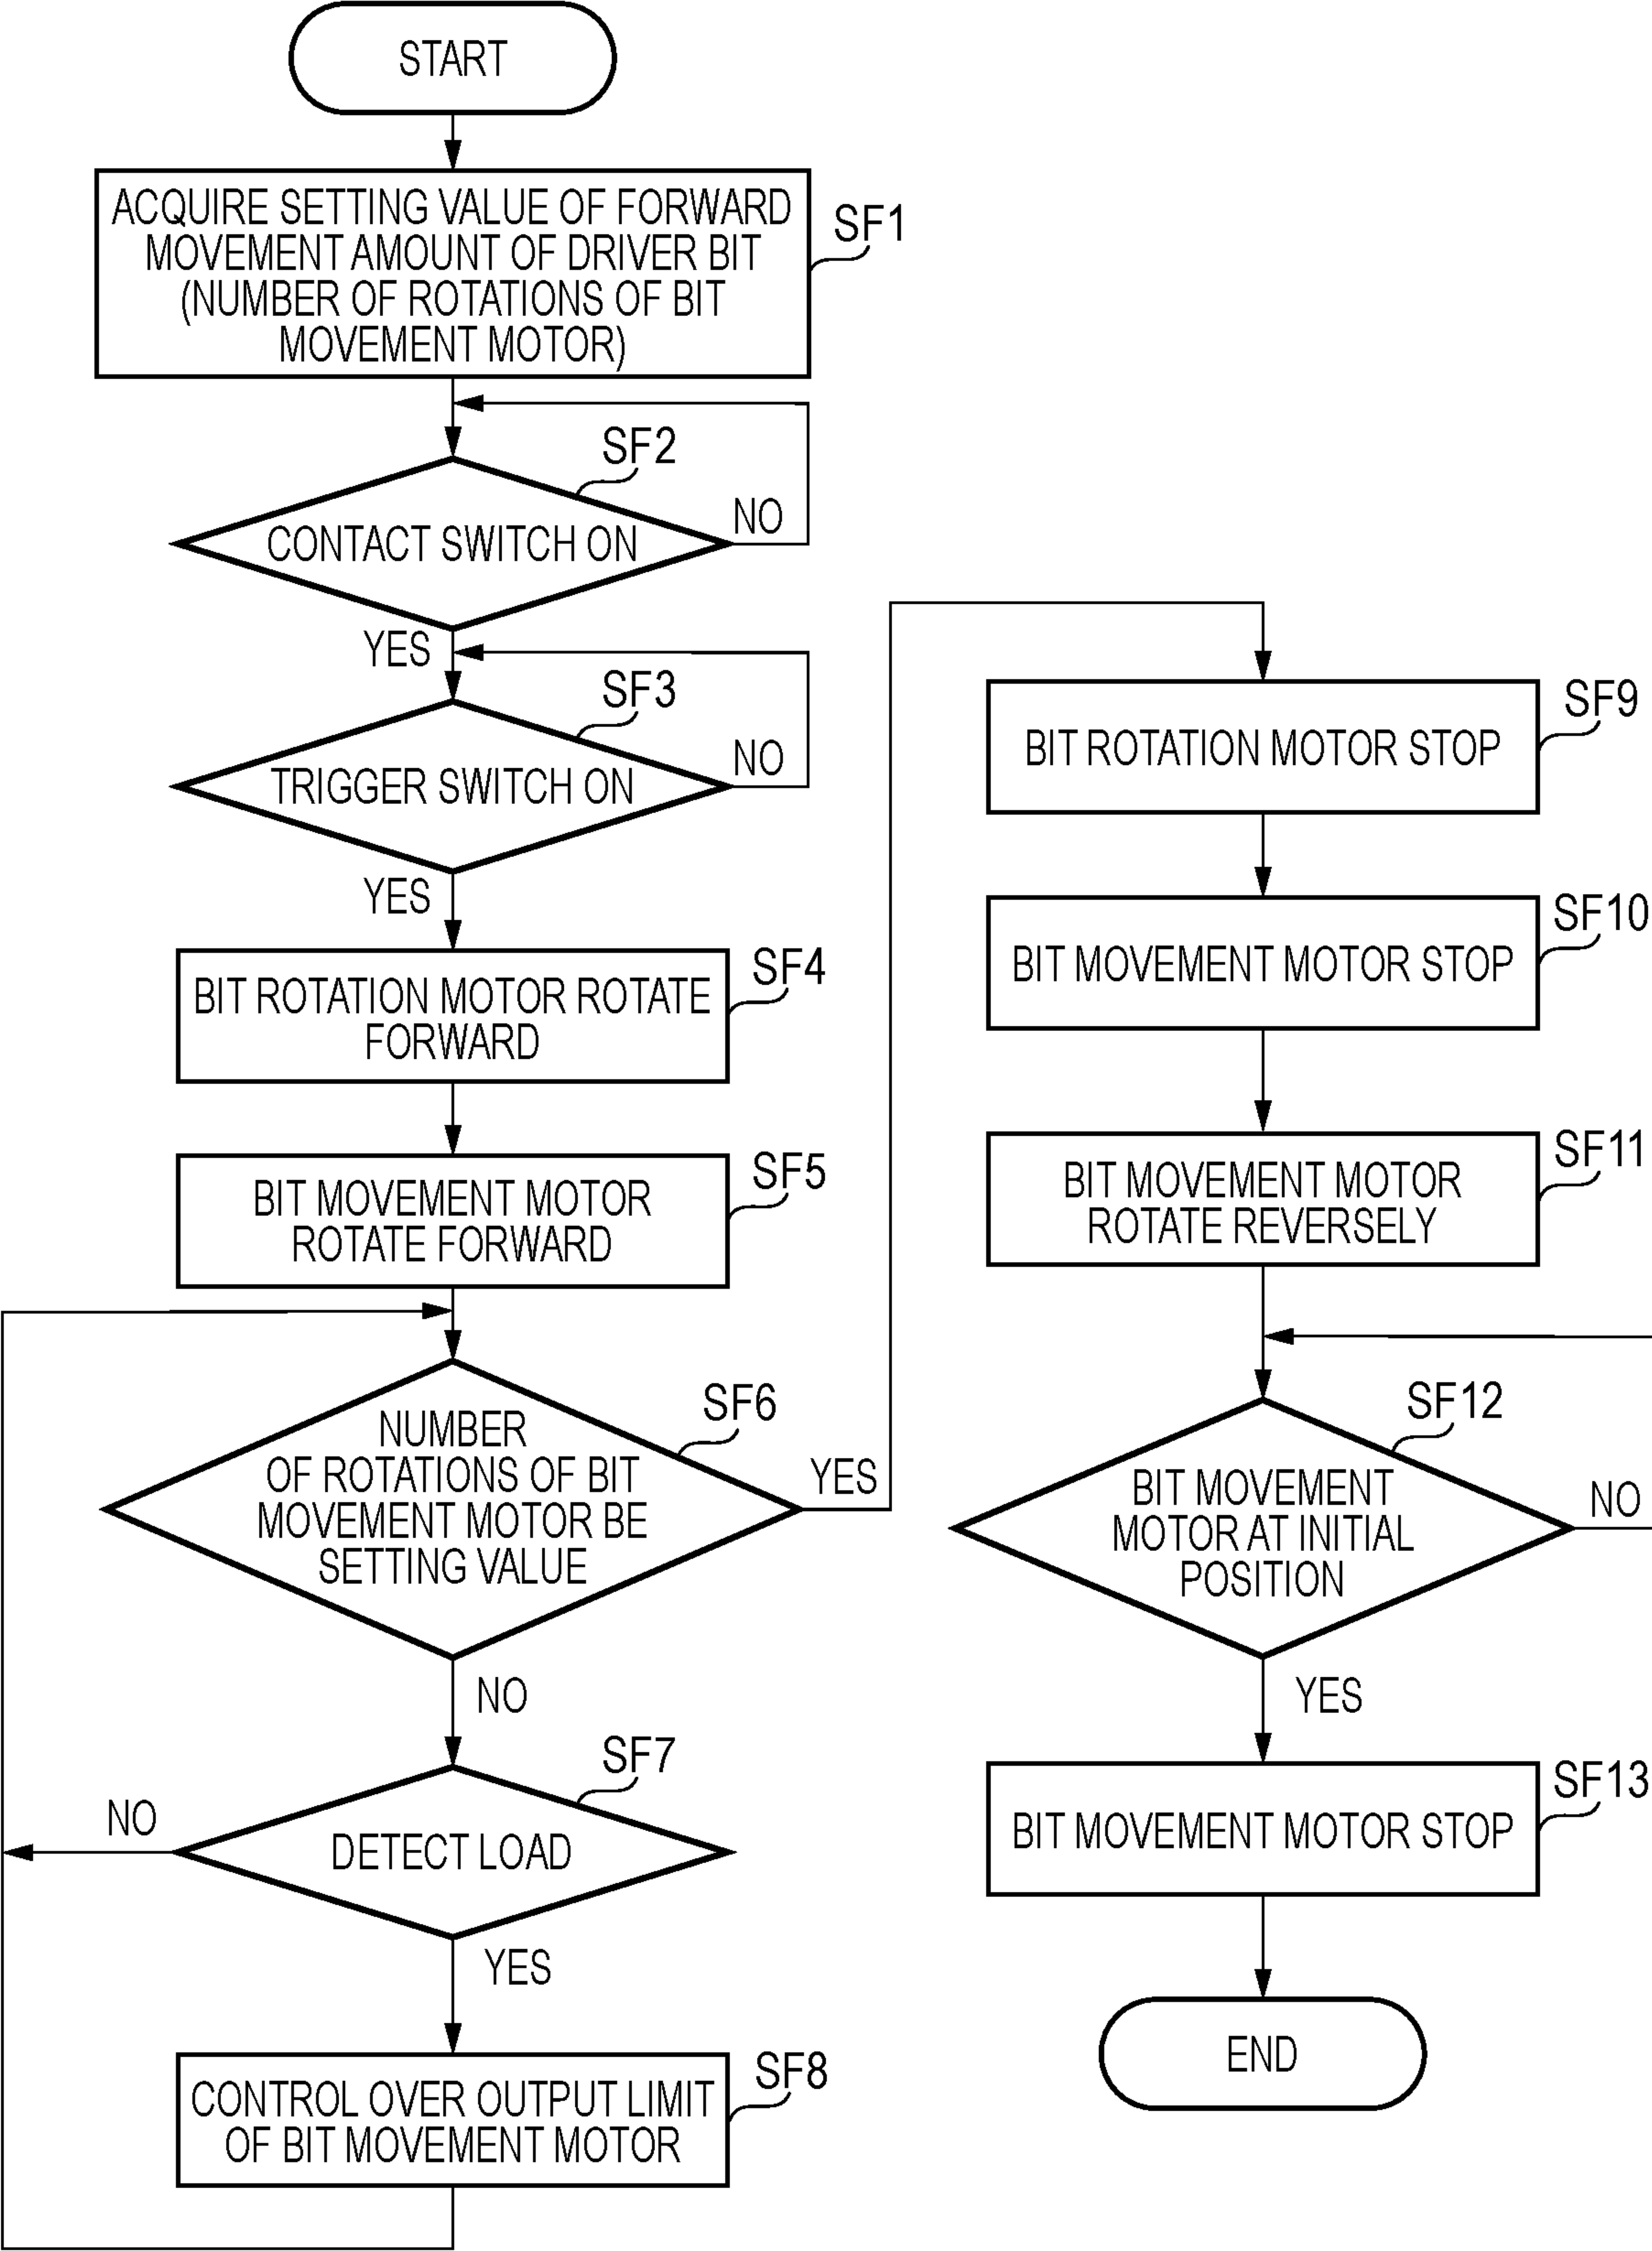 START
ACQUIRE SETTING VALUE OF FORWARD
MOVEMENT AMOUNT OF DRIVER BIT
(NUMBER OF ROTATIONS OF BIT
MOVEMENT MOTOR)
SF1
SF2
CONTACT SWITCH ON
NO
YES
SF3
TRIGGER SWITCH ON
NO
YES
SF4
BIT ROTATION MOTOR ROTATE
FORWARD
SF5
BIT MOVEMENT MOTOR
ROTATE FORWARD
SF6
NUMBER
OF ROTATIONS OF BIT
MOVEMENT MOTOR BE
SETTING VALUE
YES
NO
SF7
DETECT LOAD
NO
YES
SF8
CONTROL OVER OUTPUT LIMIT
OF BIT MOVEMENT MOTOR
SF9
BIT ROTATION MOTOR STOP
SF10
BIT MOVEMENT MOTOR STOP
SF11
BIT MOVEMENT MOTOR
ROTATE REVERSELY
SF12
BIT MOVEMENT
MOTOR AT INITIAL
POSITION
NO
YES
SF13
BIT MOVEMENT MOTOR STOP
END